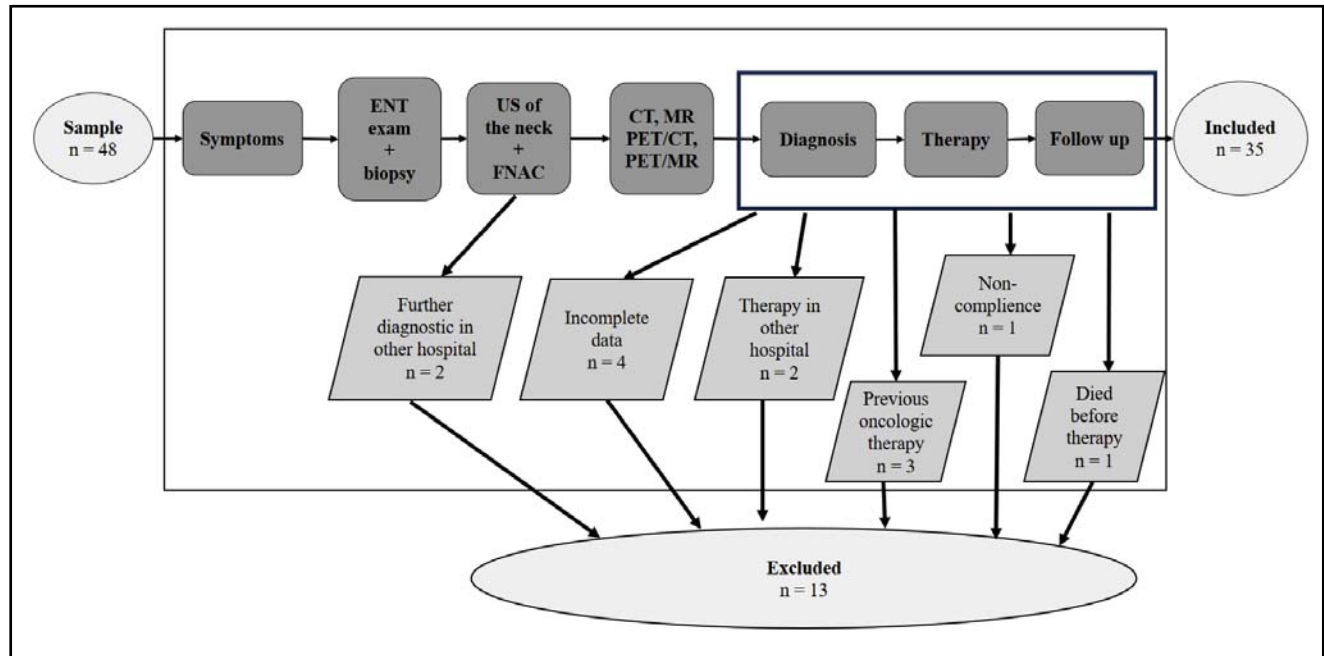 Sample
n = 48
Symptoms
ENT
exam
+
biopsy
US of
the neck
+
FNAC
CT, MR
PET/CT,
PET/MR
Diagnosis
Therapy
Follow up
Included
n = 35
Further
diagnostic in
other hospital
n = 2
Incomplete
data
n = 4
Therapy in
other
hospital
n = 2
Previous
oncologic
therapy
n = 3
Non-
complience
n = 1
Died
before
therapy
n = 1
Excluded
n = 13